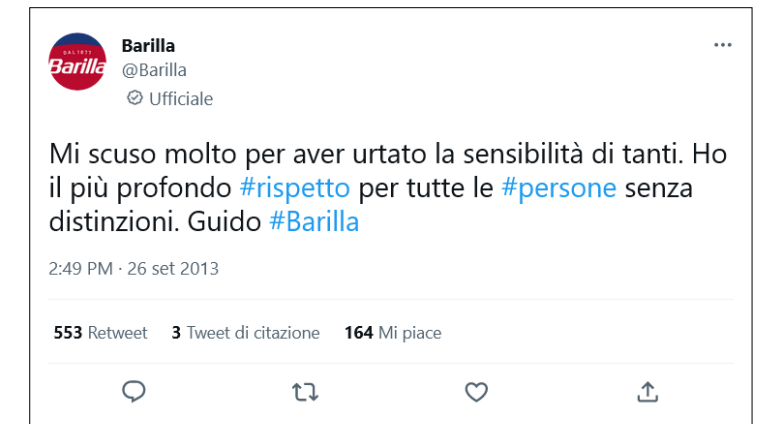 Barilla
@Barilla
Ufficiale
DAL 1877
Barilla
Mi scuso molto per aver urtato la sensibilità di tanti. Ho
il più profondo #rispetto per tutte le #persone senza
distinzioni. Guido #Barilla
2:49 PM · 26 set 2013
553 Retweet 3 Tweet di citazione 164 Mi piace